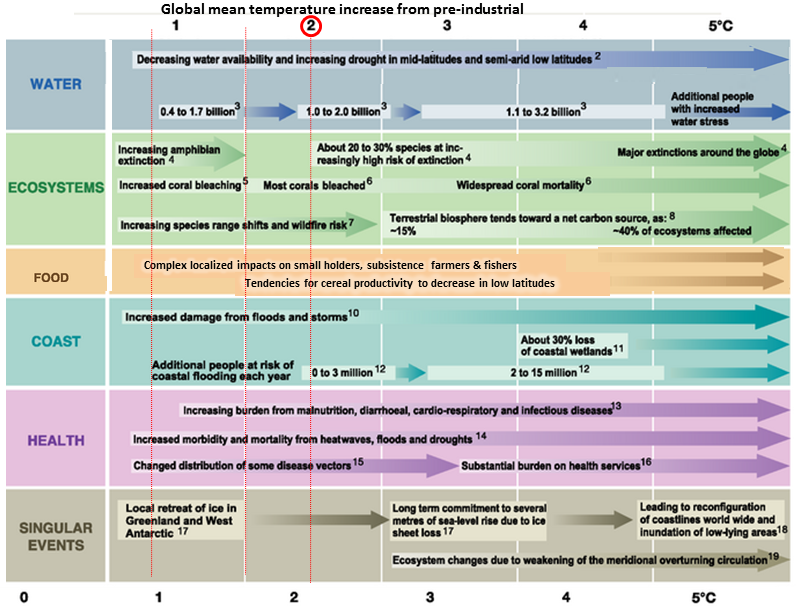 Global mean temperature increase from pre-industrial
1 2 3 4 5°C
WATER
Decreasing water availability and increasing drought in mid-latitudes and semi-arid low latitudes 2
0.4 to 1.7 billion 3
1.0 to 2.0 billion 3
1.1 to 3.2 billion 3
Additional people
with increased
water stress
ECOSYSTEMS
Increasing amphibian
extinction 4
About 20 to 30% species at inc-
reasingly high risk of extinction 4
Major extinctions around the globe 4
Increased coral bleaching 5
Most corals bleached 6
Widespread coral mortality 6
Increasing species range shifts and wildfire risk 7
Terrestrial biosphere tends toward a net carbon source, as: 8
~15%
~40% of ecosystems affected
FOOD
Complex localized impacts on small holders, subsistence farmers & fishers
Tendencies for cereal productivity to decrease in low latitudes
COAST
Increased damage from floods and storms 10
About 30% loss
of coastal wetlands 11
Additional people at risk of
coastal flooding each year
0 to 3 million 12
2 to 15 million 12
HEALTH
Increasing burden from malnutrition, diarrhoeal, cardio-respiratory and infectious diseases 13
Increased morbidity and mortality from heatwaves, floods and droughts 14
Changed distribution of some disease vectors 15
Substantial burden on health services 16
SINGULAR
EVENTS
Local retreat of ice in
Greenland and West
Antarctic 17
Long term commitment to several
metres of sea-level rise due to ice
sheet loss 17
Leading to reconfiguration
of coastlines world wide and
inundation of low-lying areas 18
Ecosystem changes due to weakening of the meridional overturning circulation 19
0 1 2 3 4 5°C